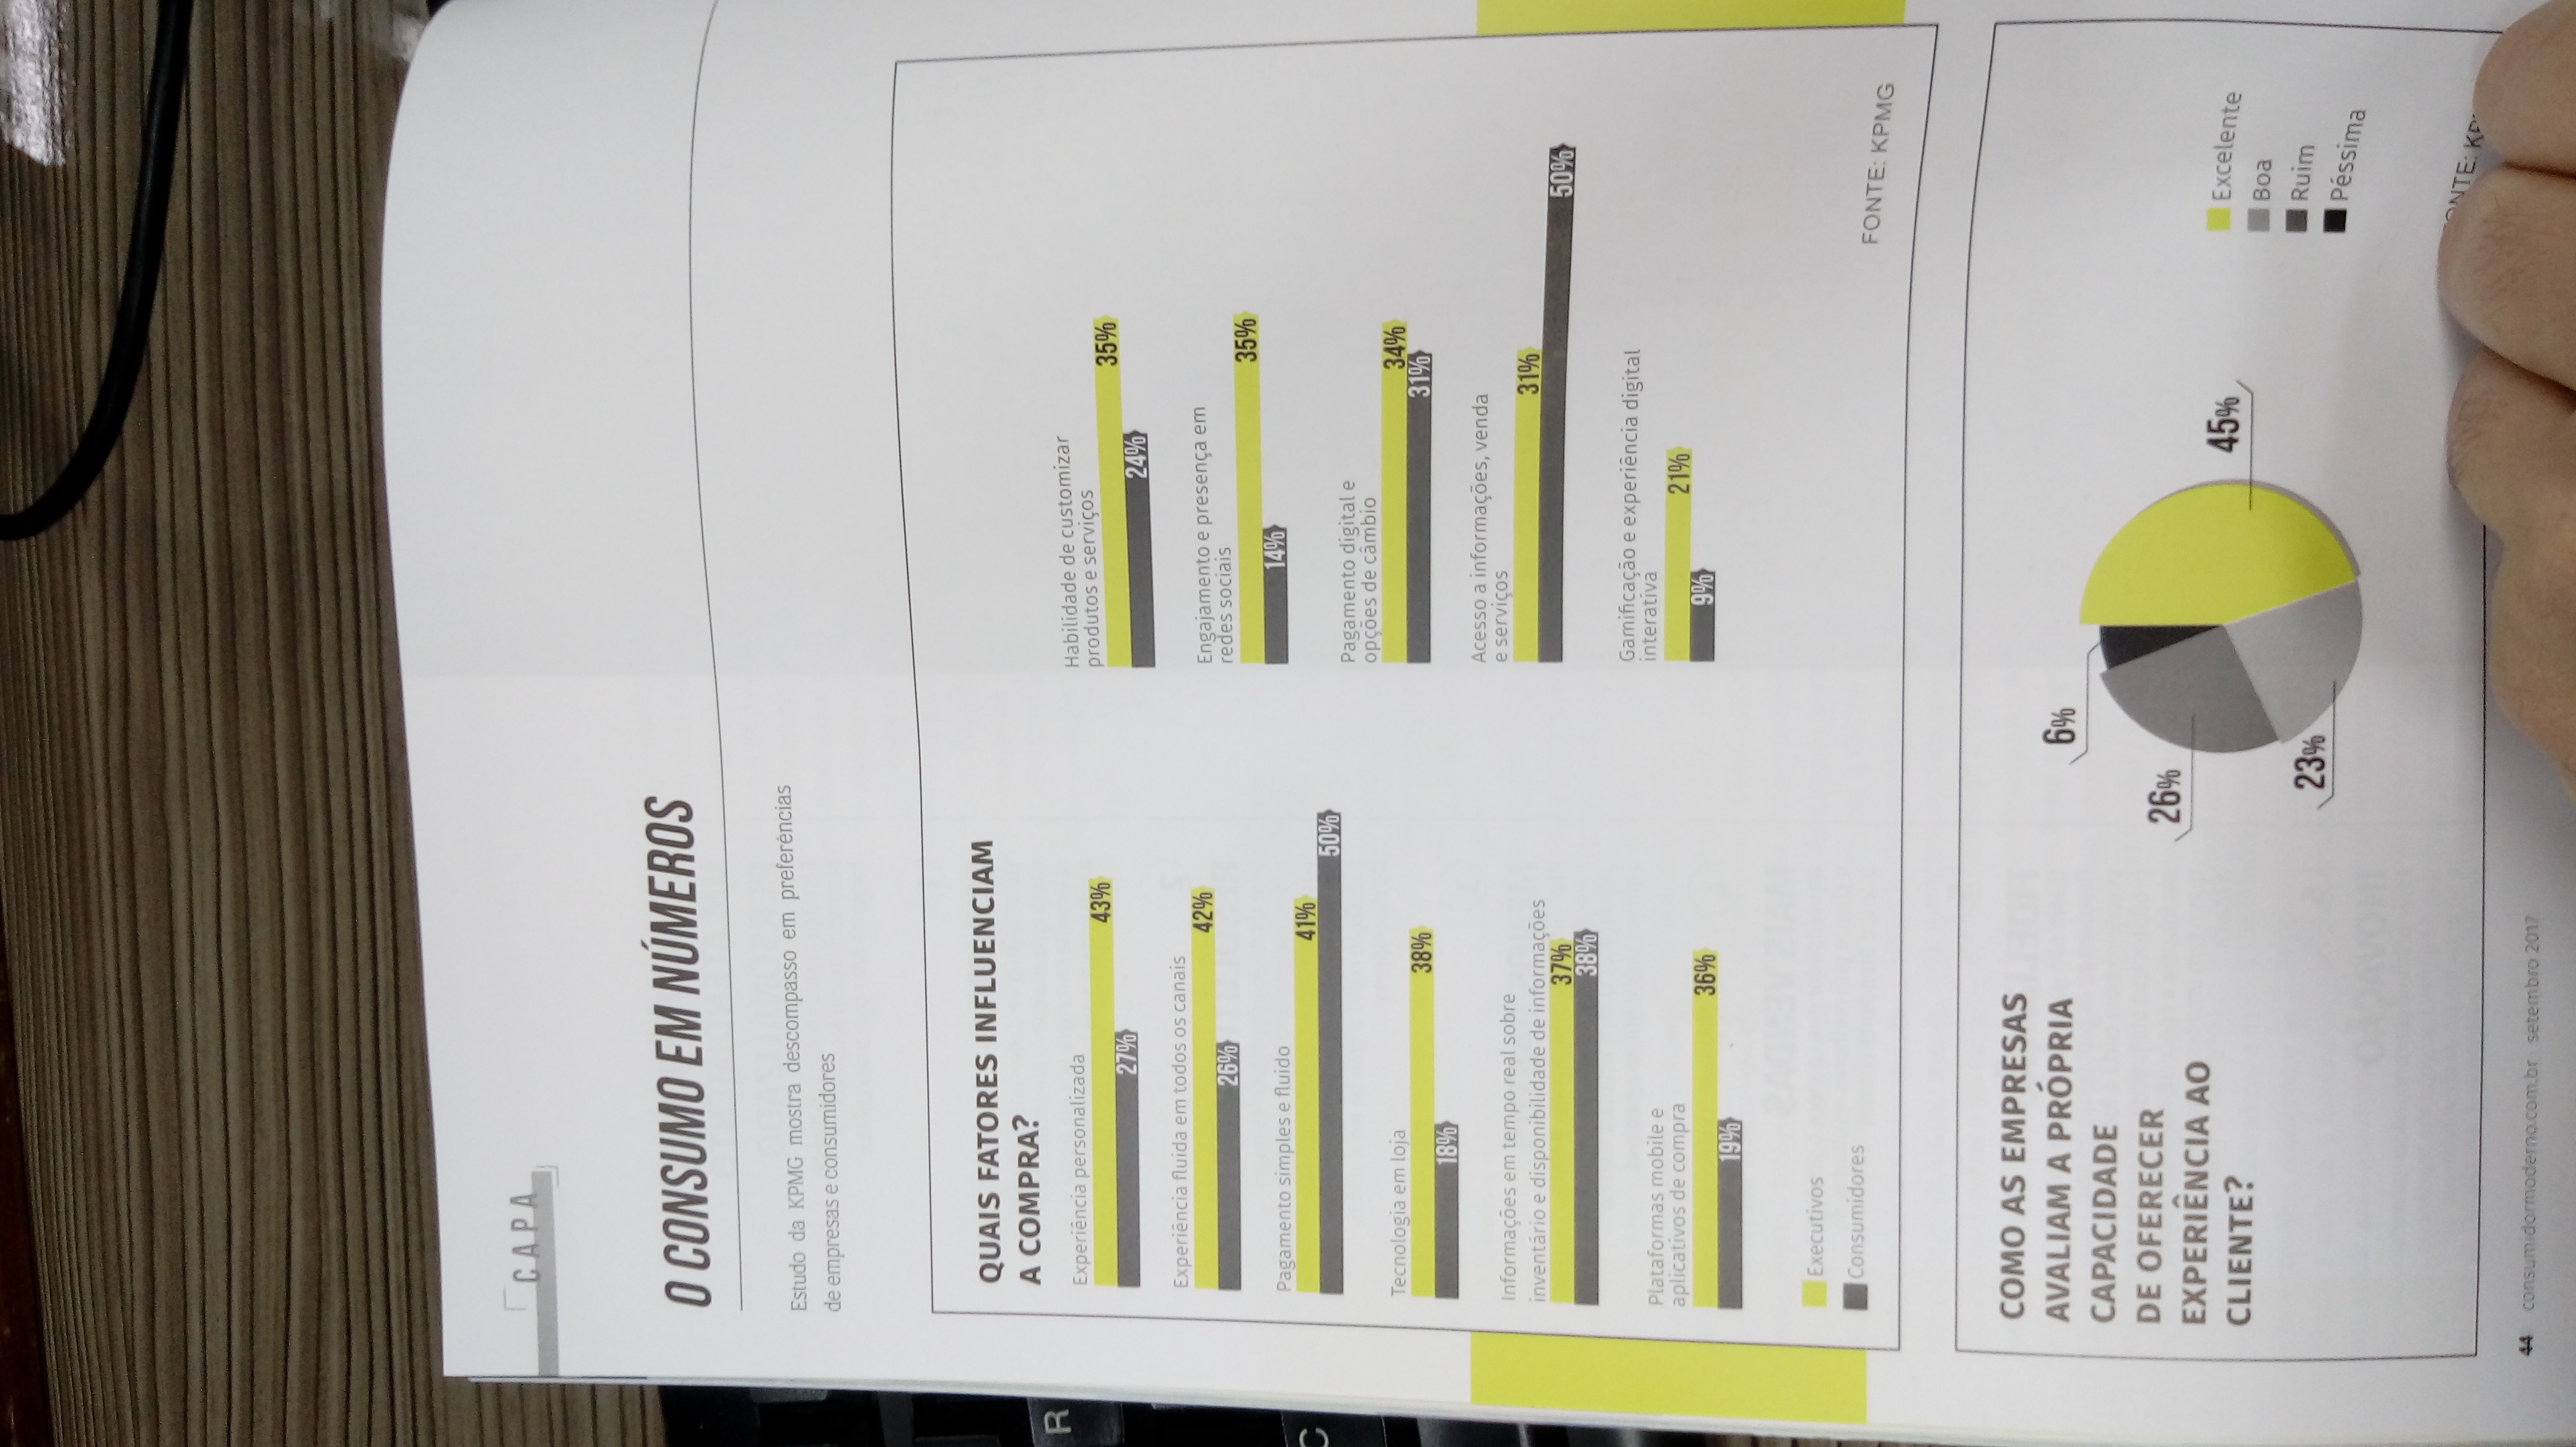 CAPA
O CONSUMO EM NÚMEROS
Estudo da KPMG mostra descompasso em preferências
de empresas e consumidores
QUAIS FATORES INFLUENCIAM
A COMPRA?
Experiência personalizada
43%
27%
Experiência fluida em todos os canais
42%
26%
Pagamento simples e fluido
41%
50%
Tecnologia em loja
38%
18%
Informações em tempo real sobre
inventário e disponibilidade de informações
37%
38%
Plataformas mobile e
aplicativos de compra
36%
19%
Executivos
Consumidores
Habilidade de customizar
produtos e serviços
35%
24%
Engajamento e presença em
redes sociais
35%
14%
Pagamento digital e
opções de câmbio
34%
31%
Acesso a informações, venda
e serviços
31%
50%
Gamificação e experiência digital
interativa
21%
9%
FONTE: KPMG
COMO AS EMPRESAS
AVALIAM A PRÓPRIA
CAPACIDADE
DE OFERECER
EXPERIÊNCIA AO
CLIENTE?
6%
26%
23%
45%
Excelente
Boa
Ruim
Péssima
44 consumidormoderno.com.br setembro 2017
R
C